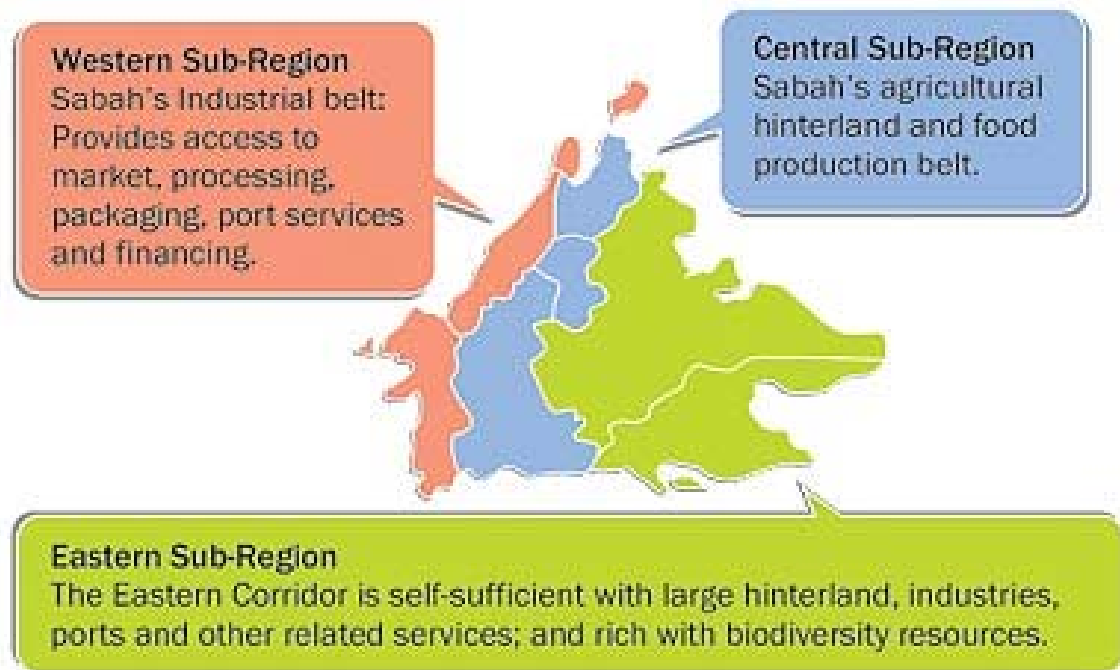 Western Sub-Region
Sabah's Industrial belt:
Provides access to
market, processing,
packaging, port services
and financing.
Central Sub-Region
Sabah's agricultural
hinterland and food
production belt.
Eastern Sub-Region
The Eastern Corridor is self-sufficient with large hinterland, industries,
ports and other related services; and rich with biodiversity resources.